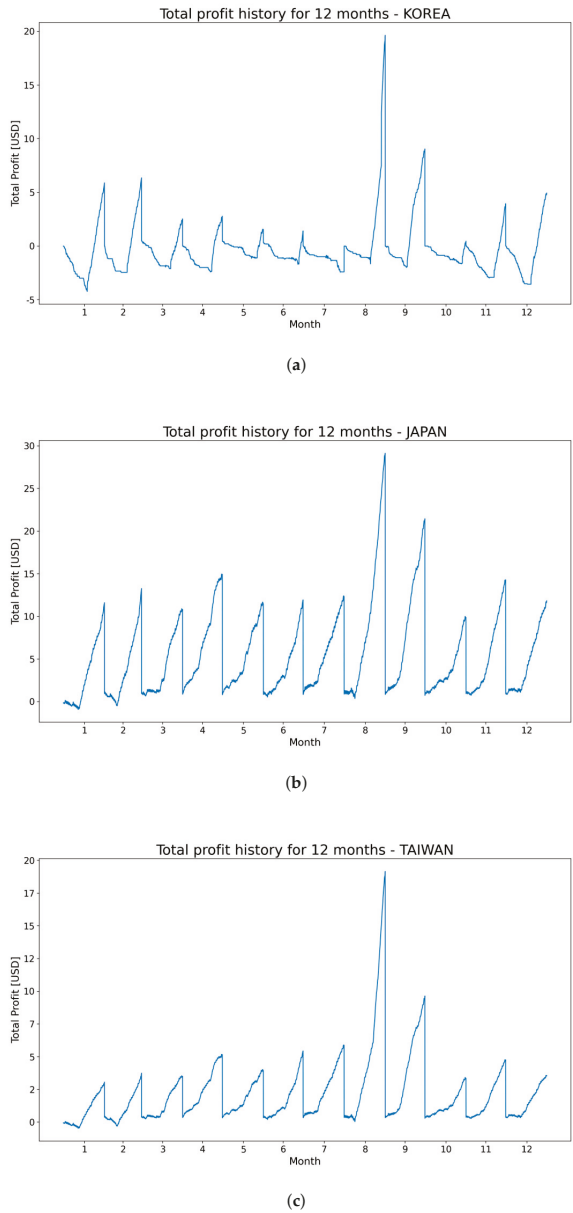 Total profit history for 12 months - KOREA
20
15
10
5
0
-5
Total Profit [USD]
1 2 3 4 5 6 7 8 9 10 11 12
Month
(a)
Total profit history for 12 months - JAPAN
30
25
20
15
10
5
0
Total Profit [USD]
1 2 3 4 5 6 7 8 9 10 11 12
Month
(b)
Total profit history for 12 months - TAIWAN
20
17
15
12
10
7
5
2
0
Total Profit [USD]
1 2 3 4 5 6 7 8 9 10 11 12
Month
(c)